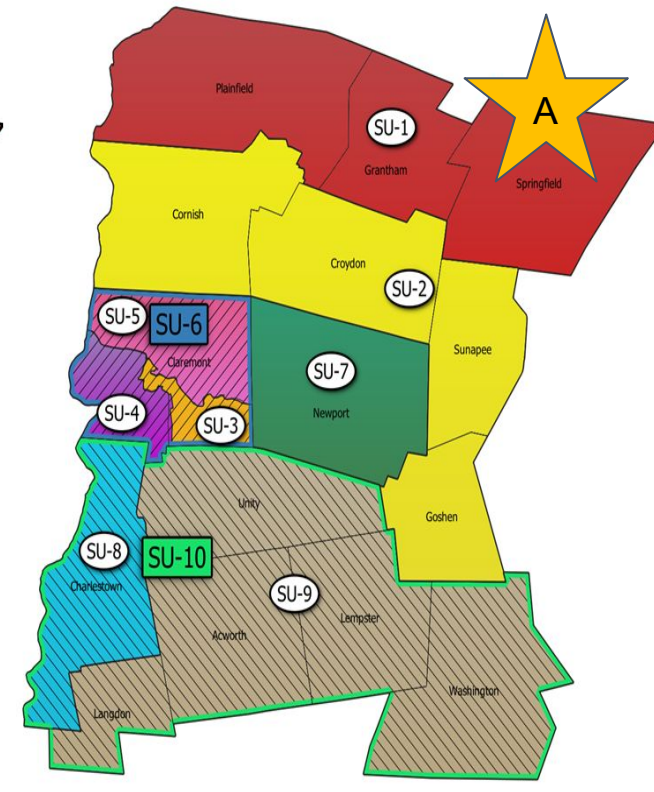 A
Plainfield
SU-1
Grantham
Springfield
Cornish
Croydon
SU-2
SU-5
SU-6
Claremont
Sunapee
SU-7
Newport
SU-4
SU-3
Unity
Goshen
SU-8
SU-10
Charlestown
SU-9
Lempster
Acworth
Washington
Langdon